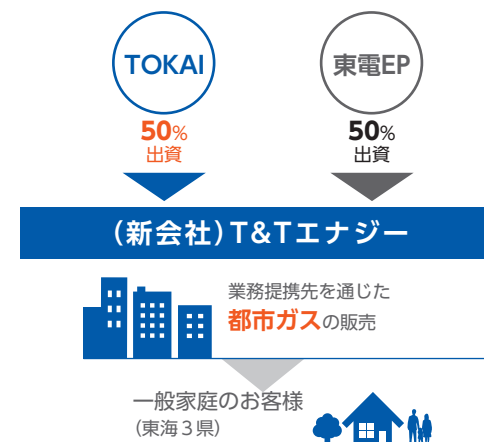 TOKAI 東電EP
50% 50%
出資 出資
(新会社)T&Tエナジー
業務提携先を通じた
都市ガスの販売
一般家庭のお客様
(東海3県)